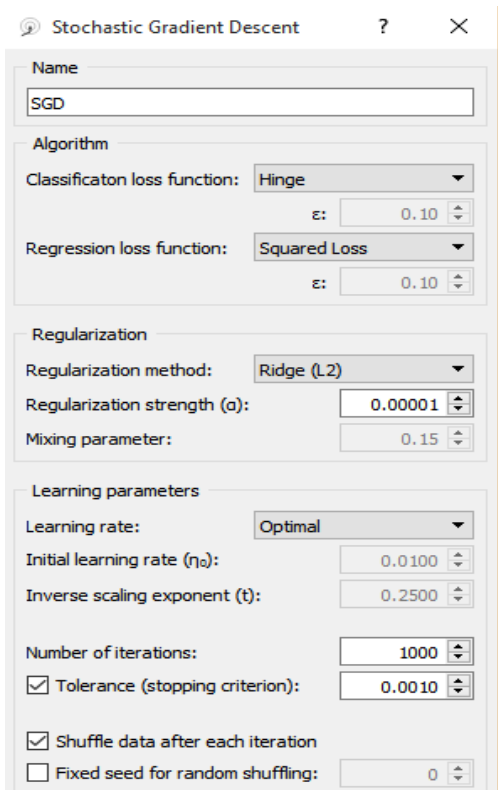 Stochastic Gradient Descent ? ✕
Name
SGD
Algorithm
Classificaton loss function: Hinge
ε: 0.10
Regression loss function: Squared Loss
ε: 0.10
Regularization
Regularization method: Ridge (L2)
Regularization strength (α): 0.00001
Mixing parameter: 0.15
Learning parameters
Learning rate: Optimal
Initial learning rate (η₀): 0.0100
Inverse scaling exponent (t): 0.2500
Number of iterations: 1000
Tolerance (stopping criterion): 0.0010
Shuffle data after each iteration
Fixed seed for random shuffling: 0